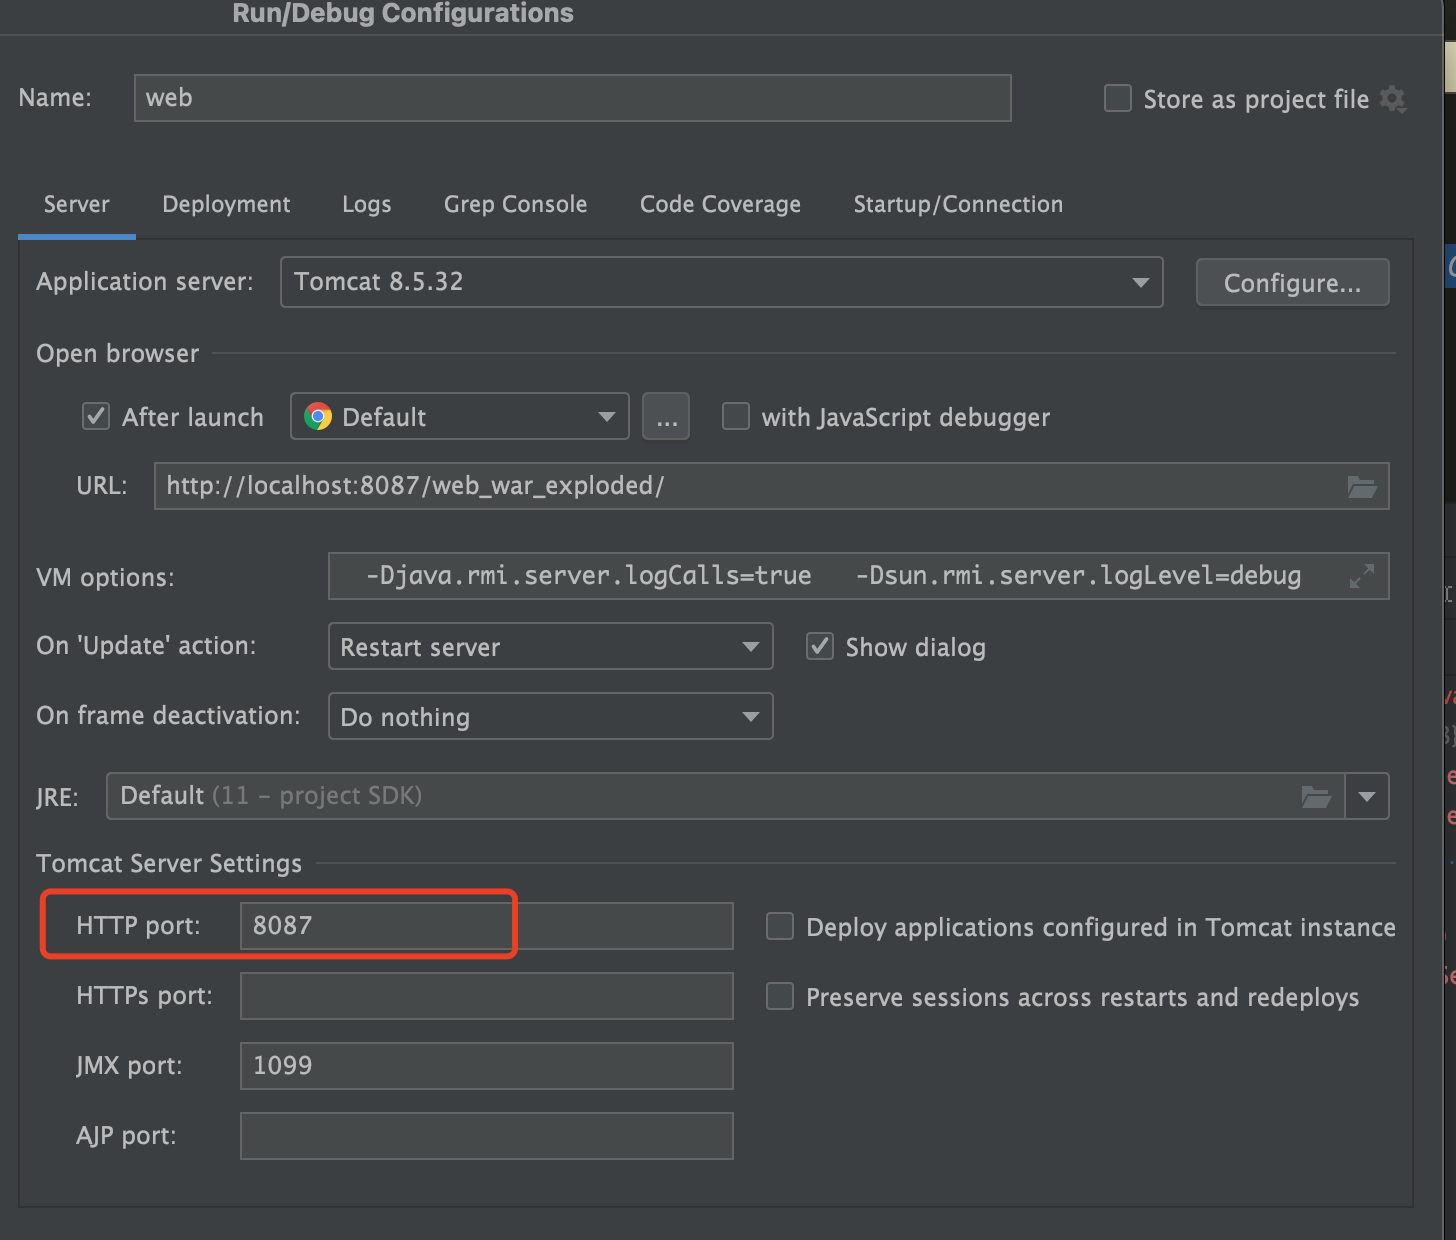 Run/Debug Configurations
Name: web Store as project file
Server Deployment Logs Grep Console Code Coverage Startup/Connection
Application server: Tomcat 8.5.32 Configure...
Open browser
After launch Default ... with JavaScript debugger
URL: http://localhost:8087/web_war_exploded/
VM options: -Djava.rmi.server.logCalls=true -Dsun.rmi.server.logLevel=debug
On 'Update' action: Restart server Show dialog
On frame deactivation: Do nothing
JRE: Default (11 – project SDK)
Tomcat Server Settings
HTTP port: 8087 Deploy applications configured in Tomcat instance
HTTPs port: Preserve sessions across restarts and redeploys
JMX port: 1099
AJP port: